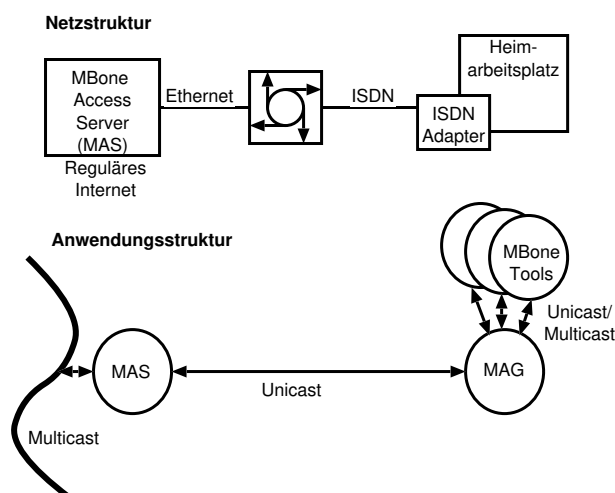 Netzstruktur
MBone
Access
Server
(MAS)
Reguläres
Internet
Ethernet
ISDN
Heim-
arbeitsplatz
ISDN
Adapter
Anwendungsstruktur
MBone
Tools
Unicast/
Multicast
MAS
Unicast
MAG
Multicast